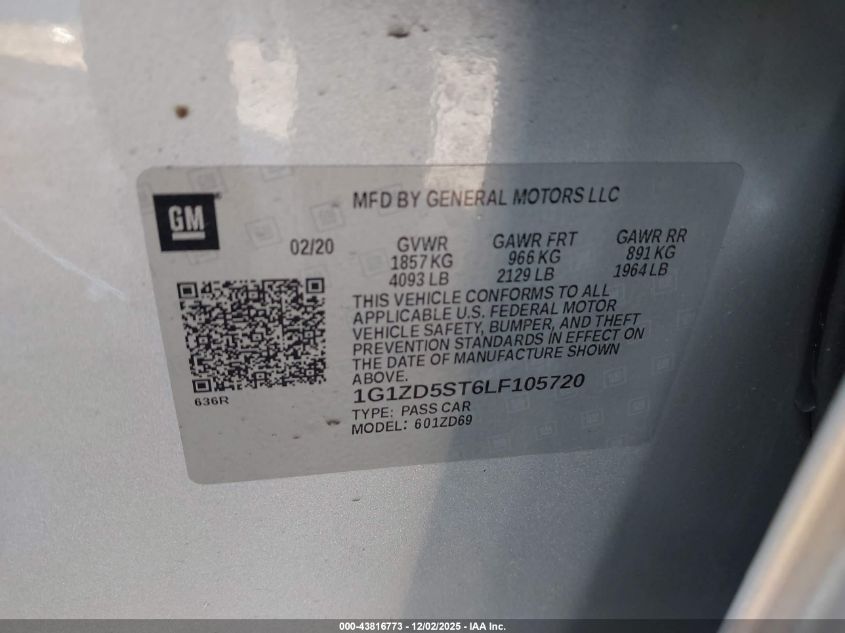 GM
MFD BY GENERAL MOTORS LLC
02/20
GVWR
1857 KG
4093 LB
GAWR FRT
966 KG
2129 LB
GAWR RR
891 KG
1964 LB
THIS VEHICLE CONFORMS TO ALL
APPLICABLE U.S. FEDERAL MOTOR
VEHICLE SAFETY, BUMPER, AND THEFT
PREVENTION STANDARDS IN EFFECT ON
THE DATE OF MANUFACTURE SHOWN
ABOVE.
636R
1G1ZD5ST6LF105720
TYPE: PASS CAR
MODEL: 601ZD69
000-43816773 - 12/02/2025 - IAA Inc.